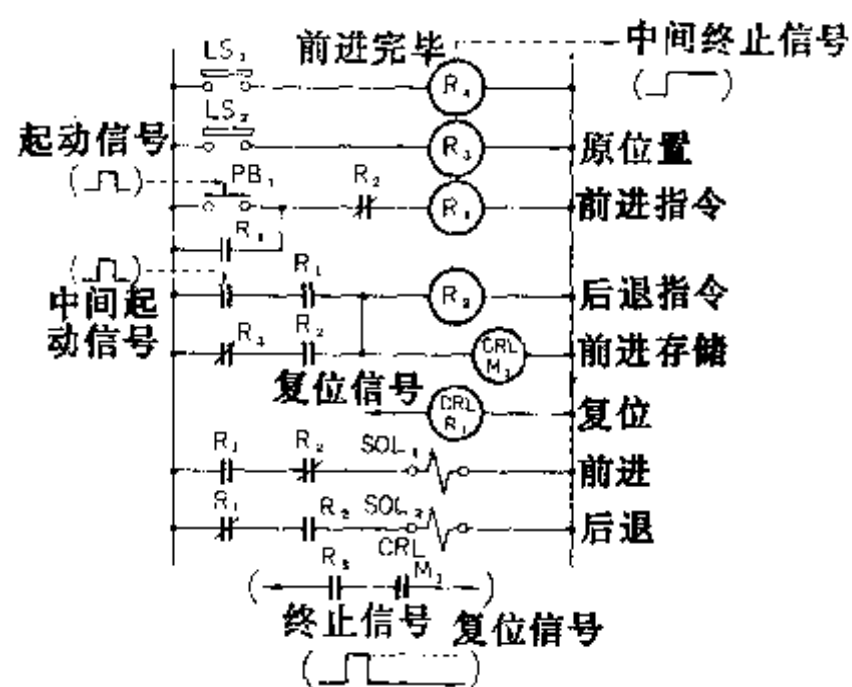 LS₁ 前进完毕 中间终止信号
R₄
LS₂
起动信号 R₃ 原位置
PB₁ R₂ R₁ 前进指令
R₁
中间起动信号 R₁ R₂ 后退指令
R₃ R₂ CRL M₁ 前进存储
复位信号 CRL R₁ 复位
R₁ R₂ SOL₁ 前进
R₁ R₂ SOL₂ 后退
R₃ CRL M₁
终止信号 复位信号